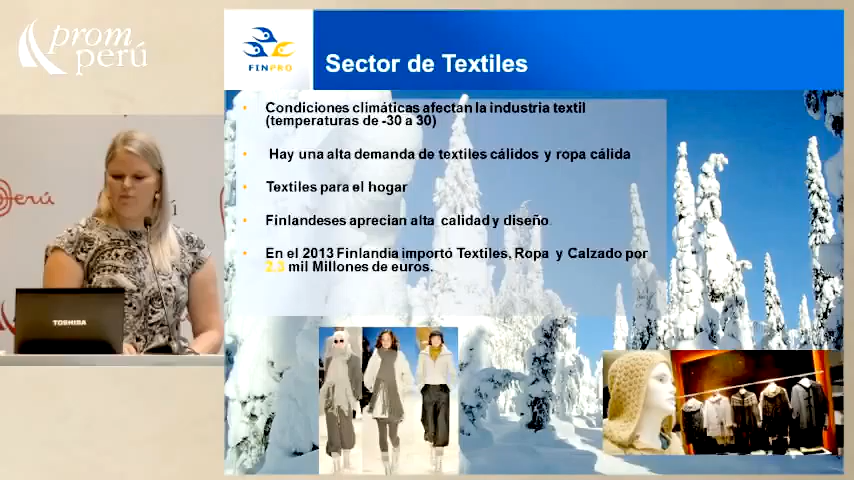 prom
perú
FINPRO
Sector de Textiles
• Condiciones climáticas afectan la industria textil
(temperaturas de -30 a 30)
• Hay una alta demanda de textiles cálidos y ropa cálida
• Textiles para el hogar
• Finlandeses aprecian alta calidad y diseño
• En el 2013 Finlandia importó Textiles, Ropa y Calzado por
2.3 mil Millones de euros.
Perú
TOSHIBA